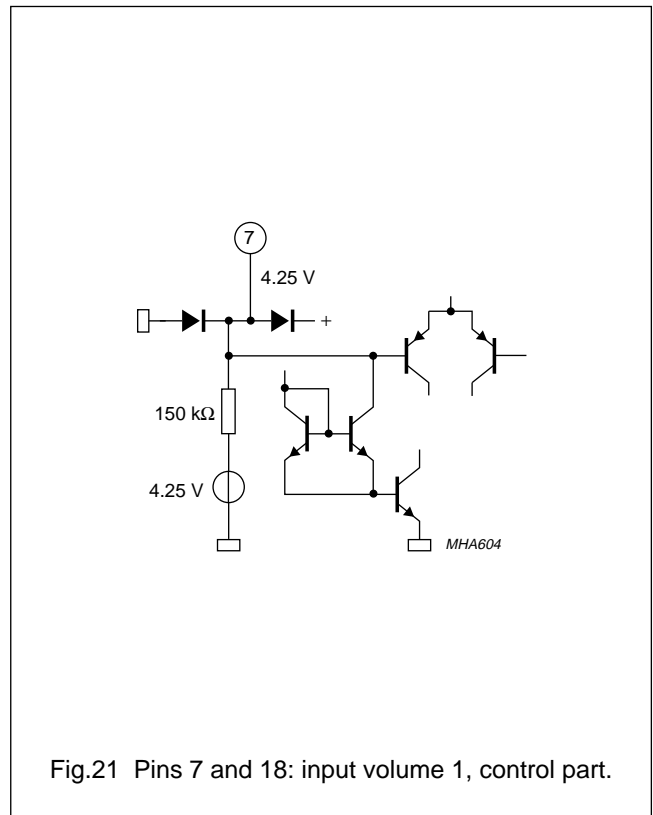 7
4.25 V
+
150 kΩ
4.25 V
MHA604
Fig.21 Pins 7 and 18: input volume 1, control part.